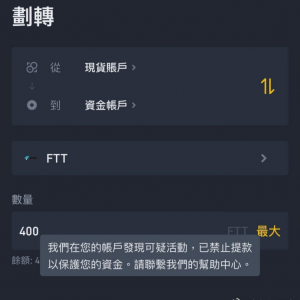 劃轉
從 現貨賬戶
到 資金帳戶
FTT
數量
400 FTT 最大
餘額: 4
我們在您的帳戶發現可疑活動，已禁止提款
以保護您的資金。請聯繫我們的幫助中心。